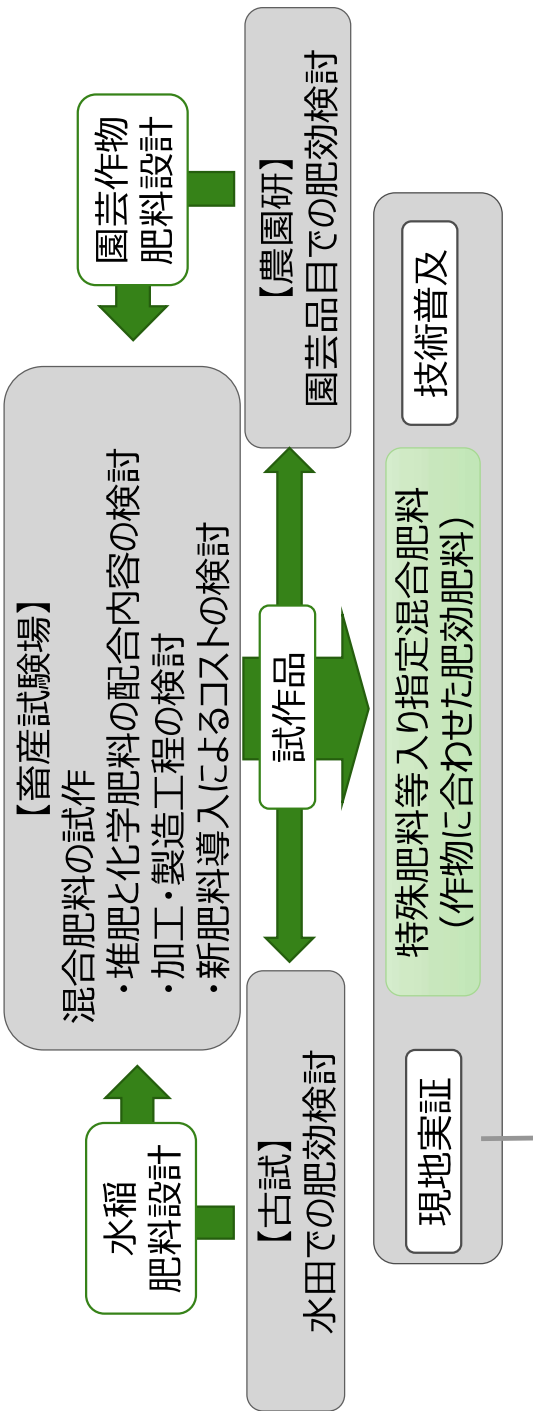 【畜産試験場】
混合肥料の試作
・堆肥と化学肥料の配合内容の検討
・加工・製造工程の検討
・新肥料導入によるコストの検討
水稲
肥料設計
園芸作物
肥料設計
試作品
【古試】
水田での肥効検討
【農園研】
園芸品目での肥効検討
現地実証
特殊肥料等入り指定混合肥料
（作物に合わせた肥効肥料）
技術普及